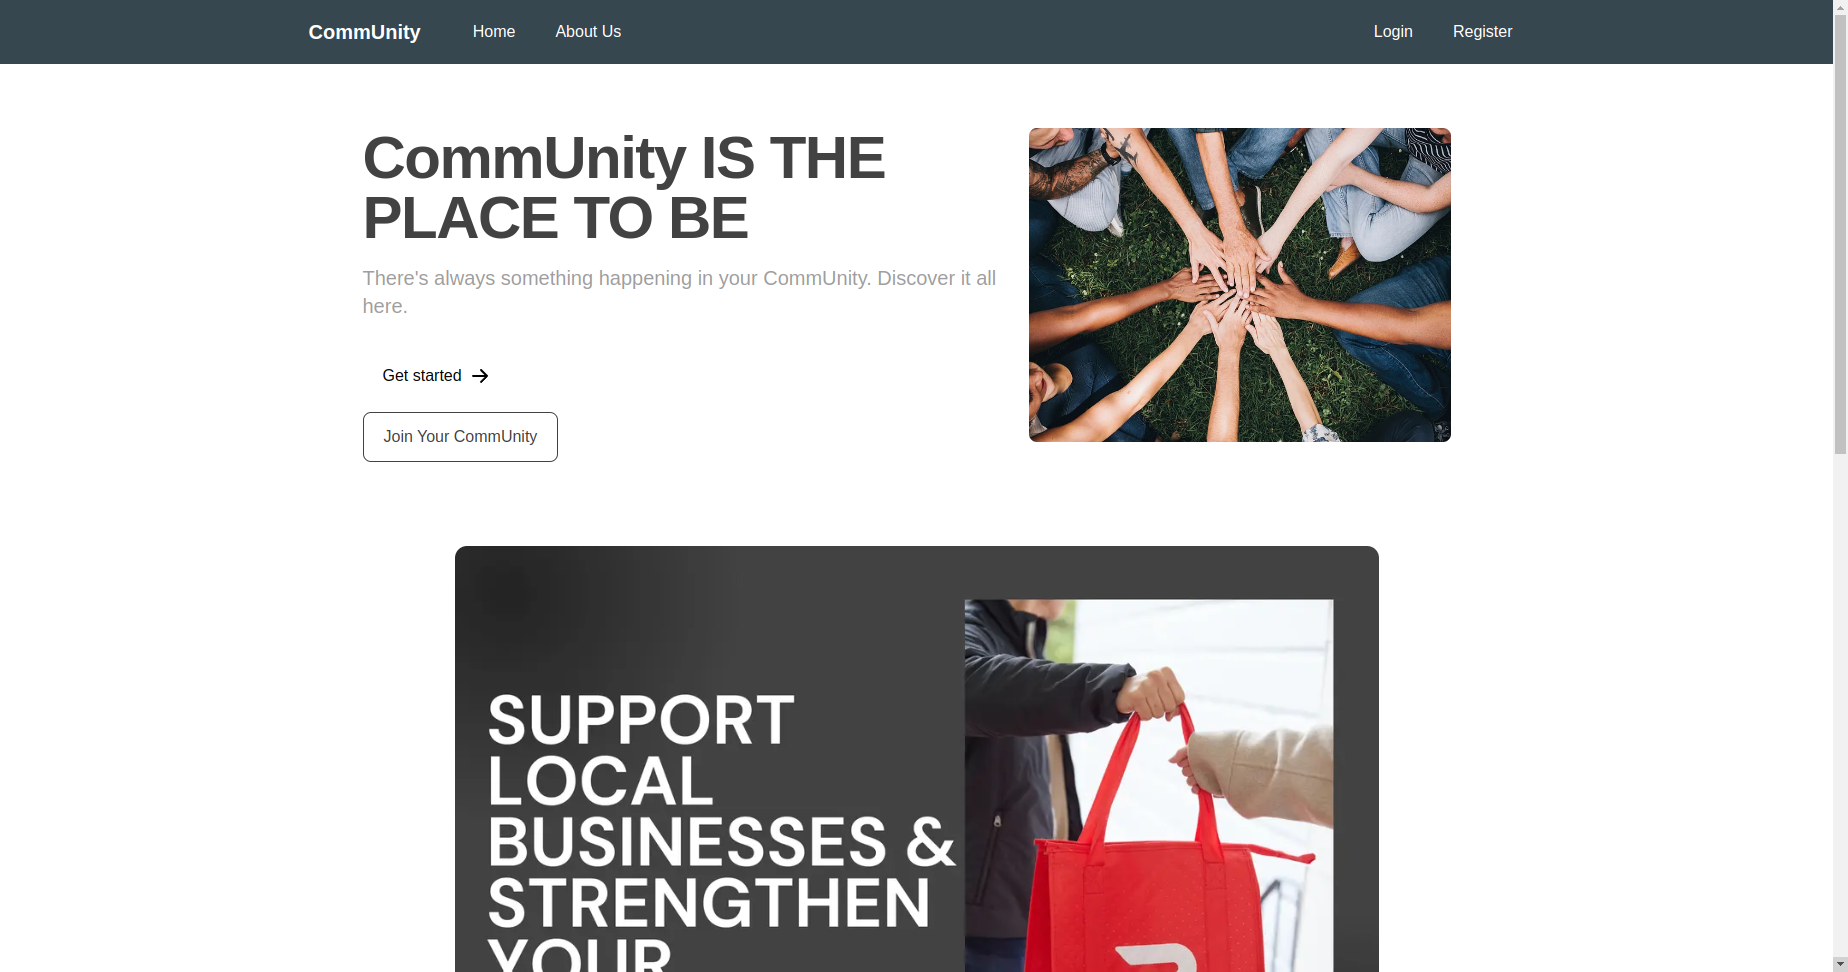 CommUnity
Home
About Us
Login
Register
CommUnity IS THE
PLACE TO BE
There's always something happening in your CommUnity. Discover it all
here.
Get started
Join Your CommUnity
SUPPORT
LOCAL
BUSINESSES &
STRENGTHEN
YOUR